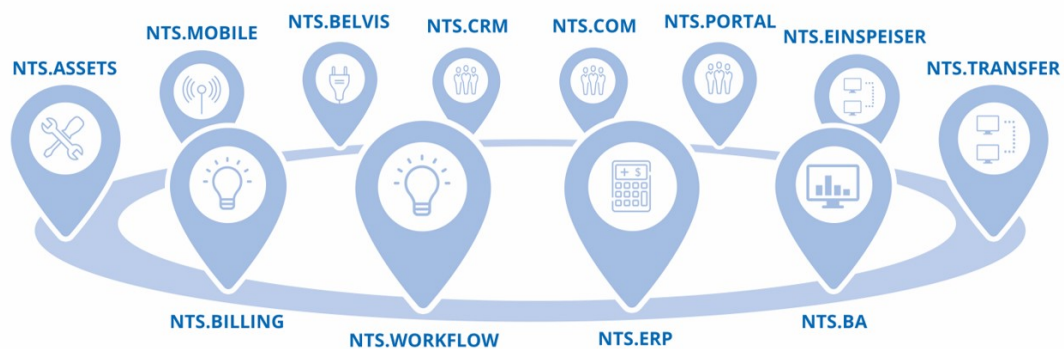 NTS.ASSETS
NTS.MOBILE
NTS.BELVIS
NTS.CRM
NTS.COM
NTS.PORTAL
NTS.EINSPEISER
NTS.TRANSFER
NTS.BILLING
NTS.WORKFLOW
NTS.ERP
NTS.BA